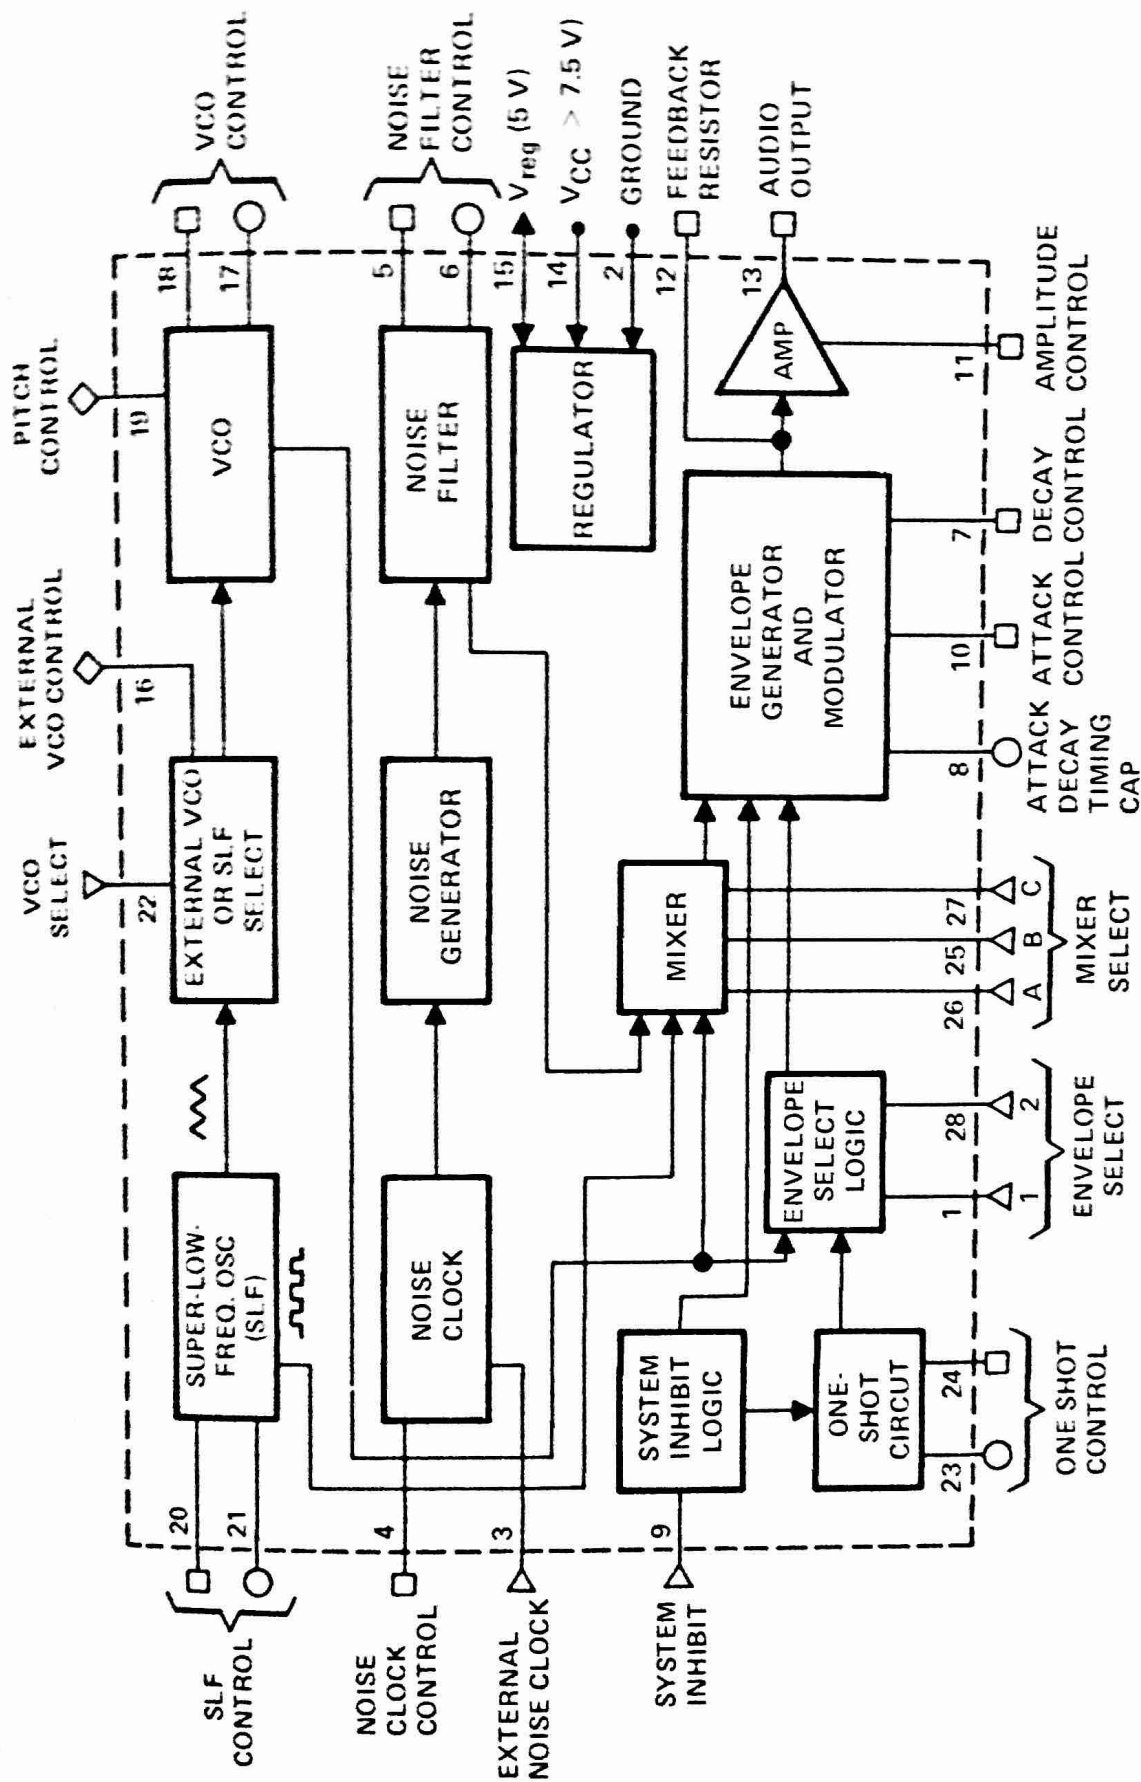 PITCH
CONTROL
EXTERNAL
VCO CONTROL
VCO
SELECT
19
16
22
18
17
VCO
CONTROL
VCO
EXTERNAL VCO
OR SLF
SELECT
SUPER-LOW-
FREQ. OSC
(SLF)
20
21
SLF
CONTROL
5
6
NOISE
FILTER
CONTROL
NOISE
FILTER
NOISE
GENERATOR
NOISE
CLOCK
4
3
NOISE
CLOCK
CONTROL
EXTERNAL
NOISE CLOCK
15
14
2
Vreg (5 V)
VCC > 7.5 V)
GROUND
REGULATOR
12
FEEDBACK
RESISTOR
13
AUDIO
OUTPUT
AMP
11
AMPLITUDE
CONTROL
ENVELOPE
GENERATOR
AND
MODULATOR
7
DECAY
CONTROL
10
ATTACK
CONTROL
8
ATTACK
DECAY
TIMING
CAP
MIXER
26
25
27
A
B
C
MIXER
SELECT
ENVELOPE
SELECT
LOGIC
1
28
1
2
ENVELOPE
SELECT
SYSTEM
INHIBIT
LOGIC
9
SYSTEM
INHIBIT
ONE-
SHOT
CIRCUT
23
24
ONE SHOT
CONTROL